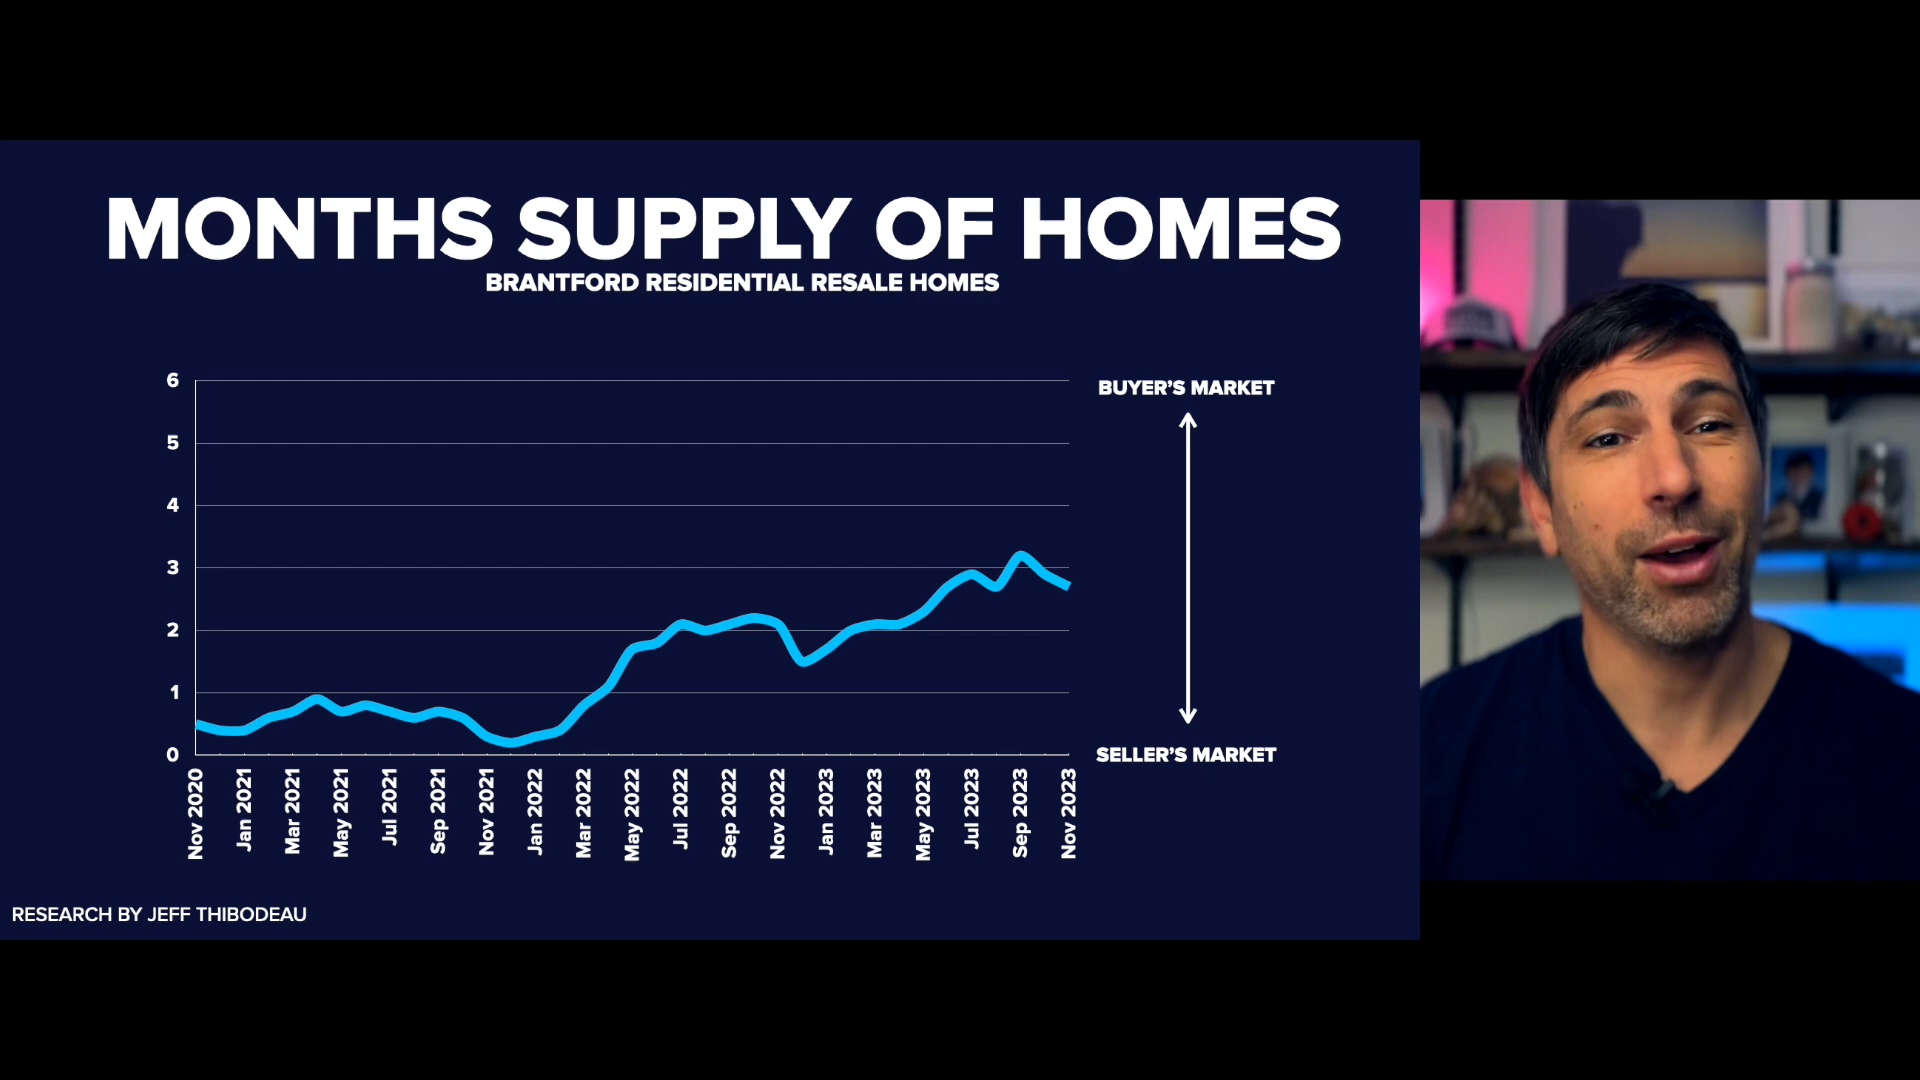 MONTHS SUPPLY OF HOMES
BRANTFORD RESIDENTIAL RESALE HOMES
6
5
4
3
2
1
0
BUYER'S MARKET
SELLER'S MARKET
Nov 2020
Jan 2021
Mar 2021
May 2021
Jul 2021
Sep 2021
Nov 2021
Jan 2022
Mar 2022
May 2022
Jul 2022
Sep 2022
Nov 2022
Jan 2023
Mar 2023
May 2023
Jul 2023
Sep 2023
Nov 2023
RESEARCH BY JEFF THIBODEAU